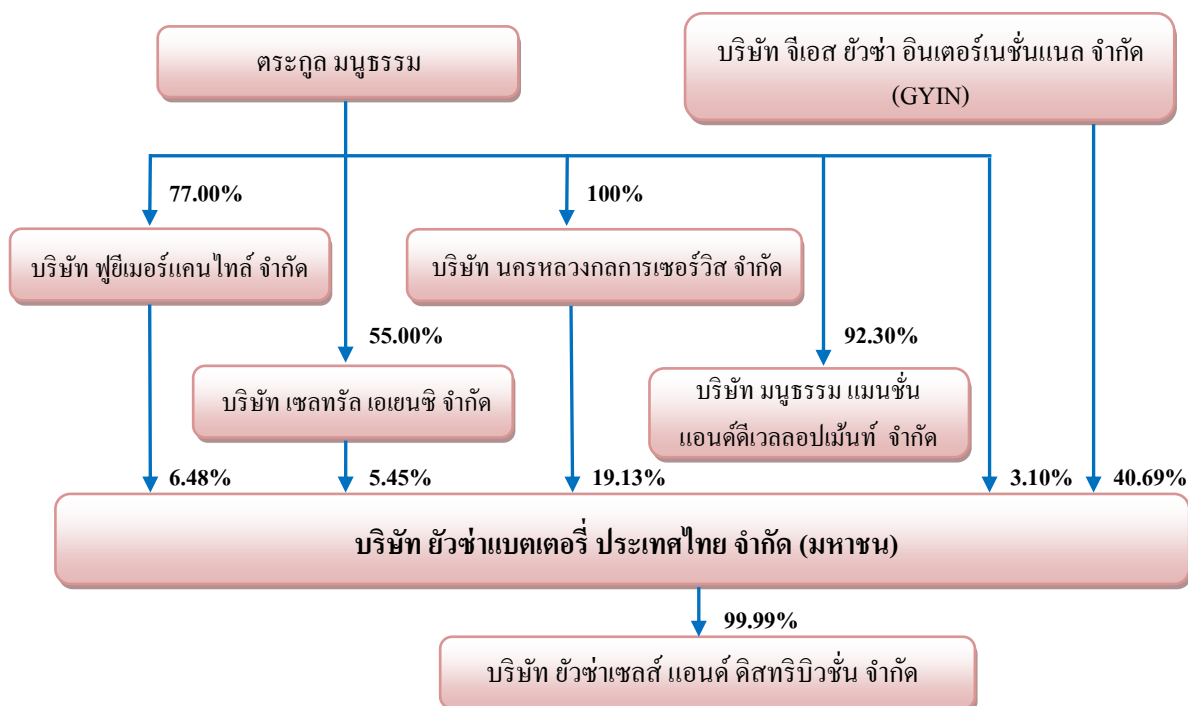 ตระกูล มนูธรรม
บริษัท จีเอส ยัวซ่า อินเตอร์เนชั่นแนล จำกัด
(GYIN)
77.00%
100%
บริษัท ฟูยีเมอร์แคนไทล์ จำกัด
บริษัท นครหลวงกลการเซอร์วิส จำกัด
55.00%
92.30%
บริษัท เซลทรัล เอเยนซิ จำกัด
บริษัท มนูธรรม แมนชั่น
แอนด์ดีเวลลอปเม้นท์ จำกัด
6.48%
5.45%
19.13%
3.10%
40.69%
บริษัท ยัวซ่าแบตเตอรี่ ประเทศไทย จำกัด (มหาชน)
99.99%
บริษัท ยัวซ่าเซลส์ แอนด์ ดิสทริบิวชั่น จำกัด